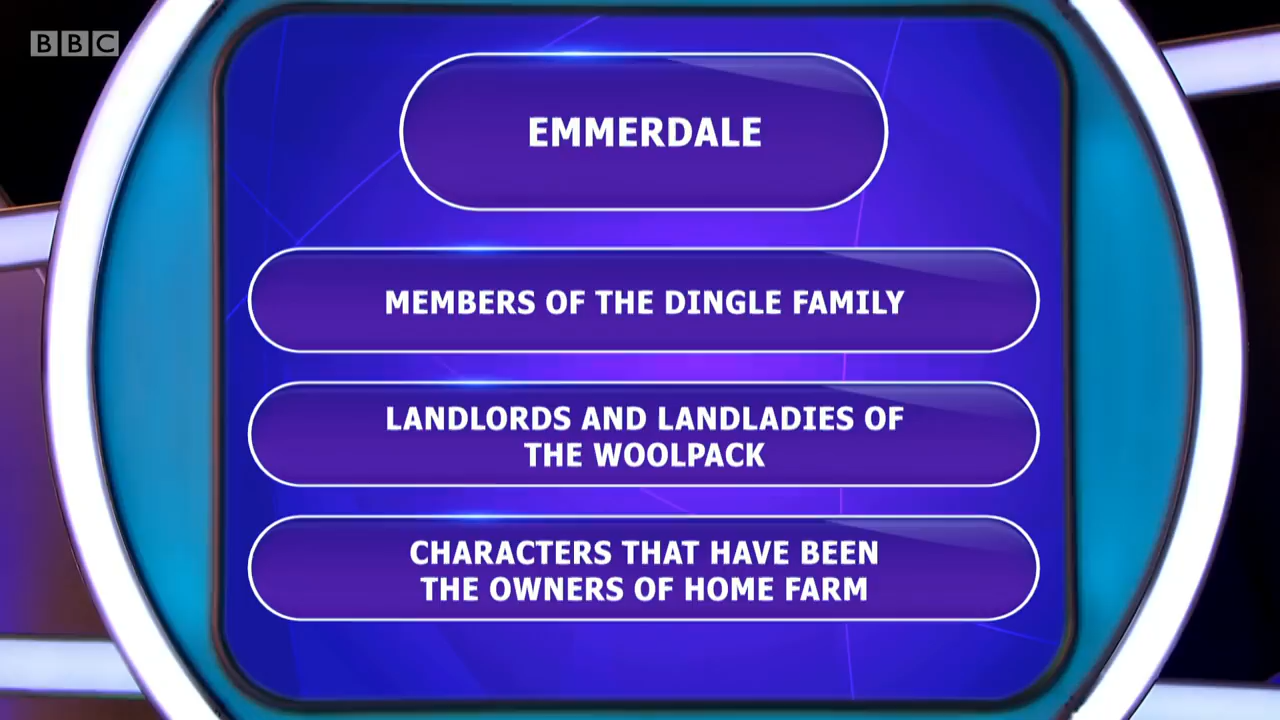 BBC
EMMERDALE
MEMBERS OF THE DINGLE FAMILY
LANDLORDS AND LANDLADIES OF
THE WOOLPACK
CHARACTERS THAT HAVE BEEN
THE OWNERS OF HOME FARM